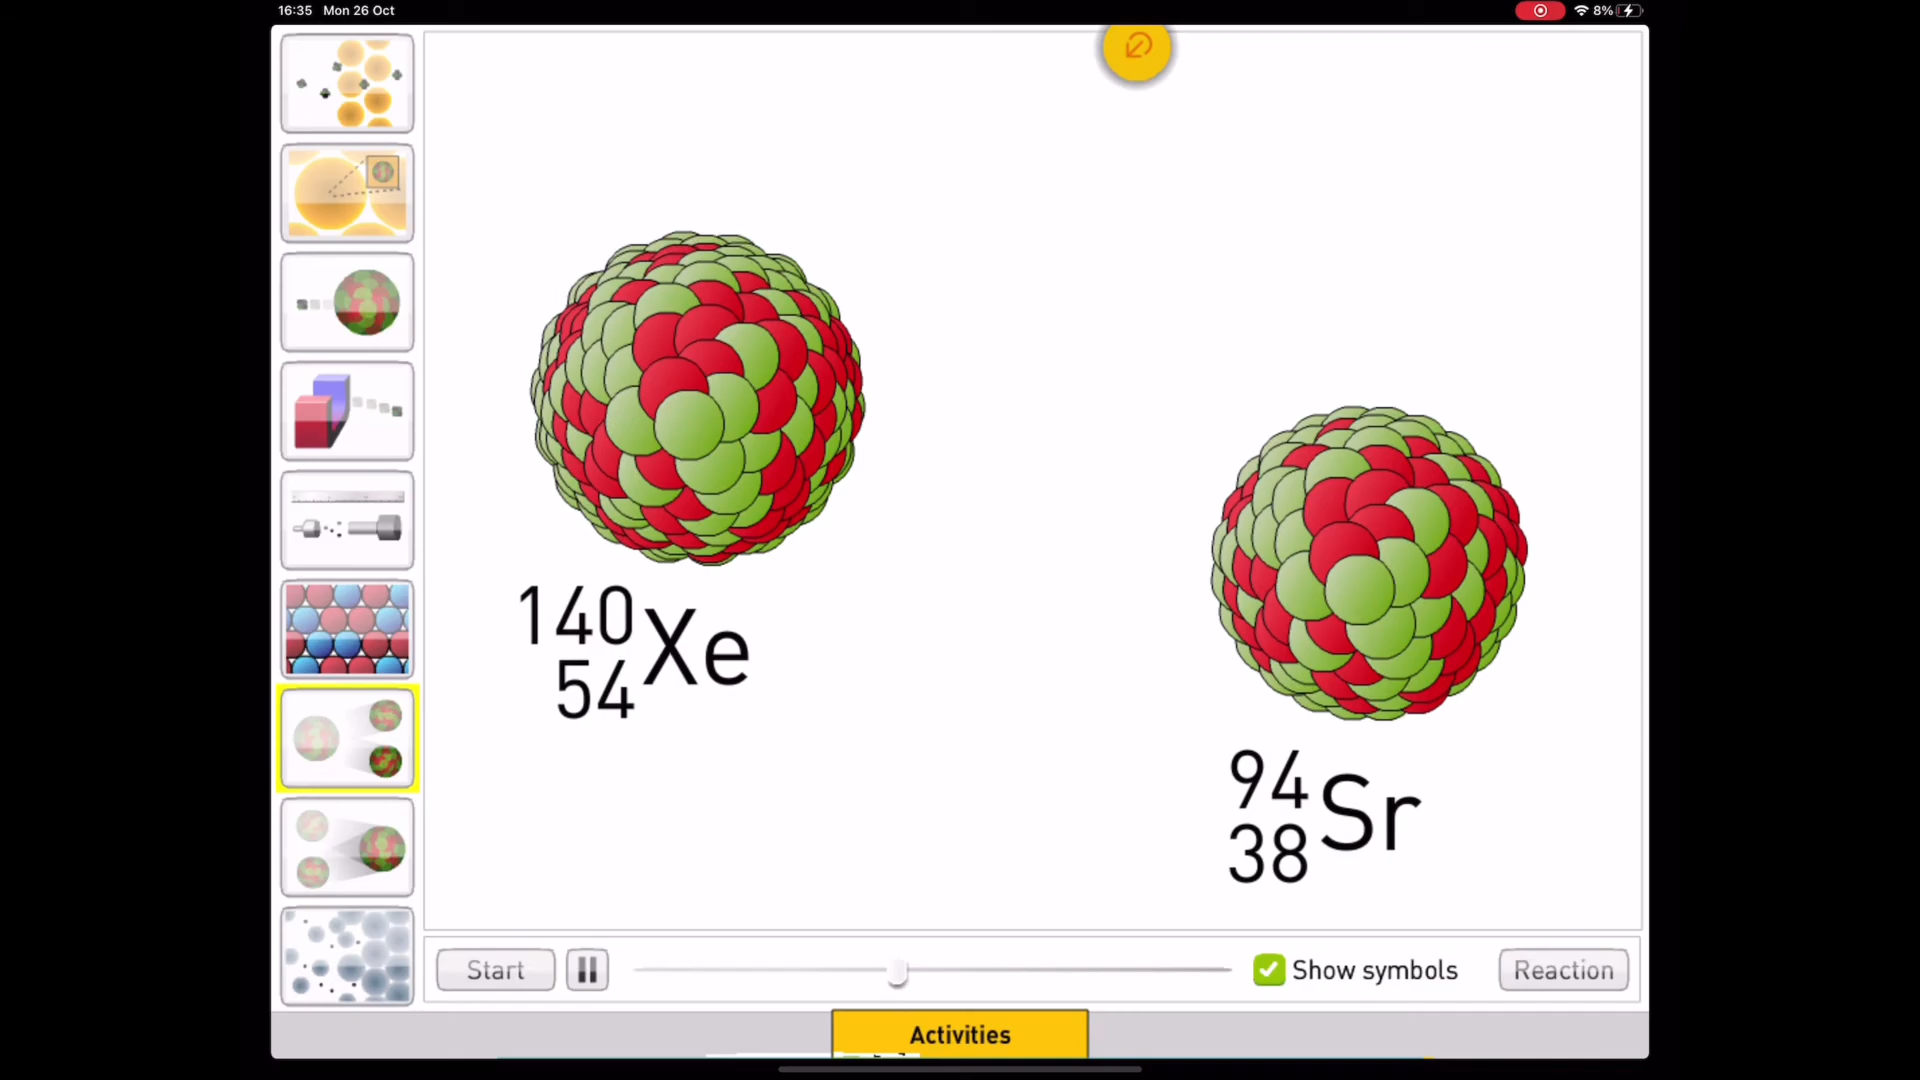 16:35 Mon 26 Oct
8%
140
54 Xe
94
38 Sr
Start
Show symbols
Reaction
Activities